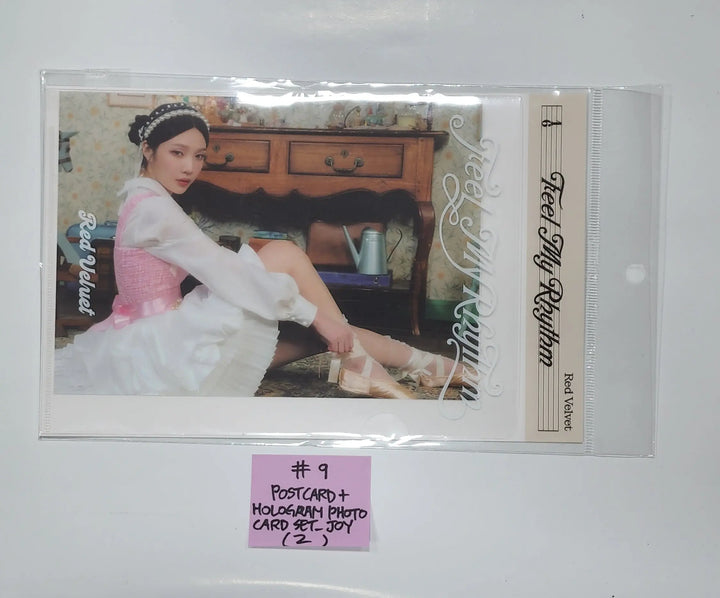 Red Velvet
Feel My Rhythm
Feel My Rhythm
Red Velvet
# 9
POSTCARD +
HOLOGRAM PHOTO
CARD SET_JOY
( 2 )